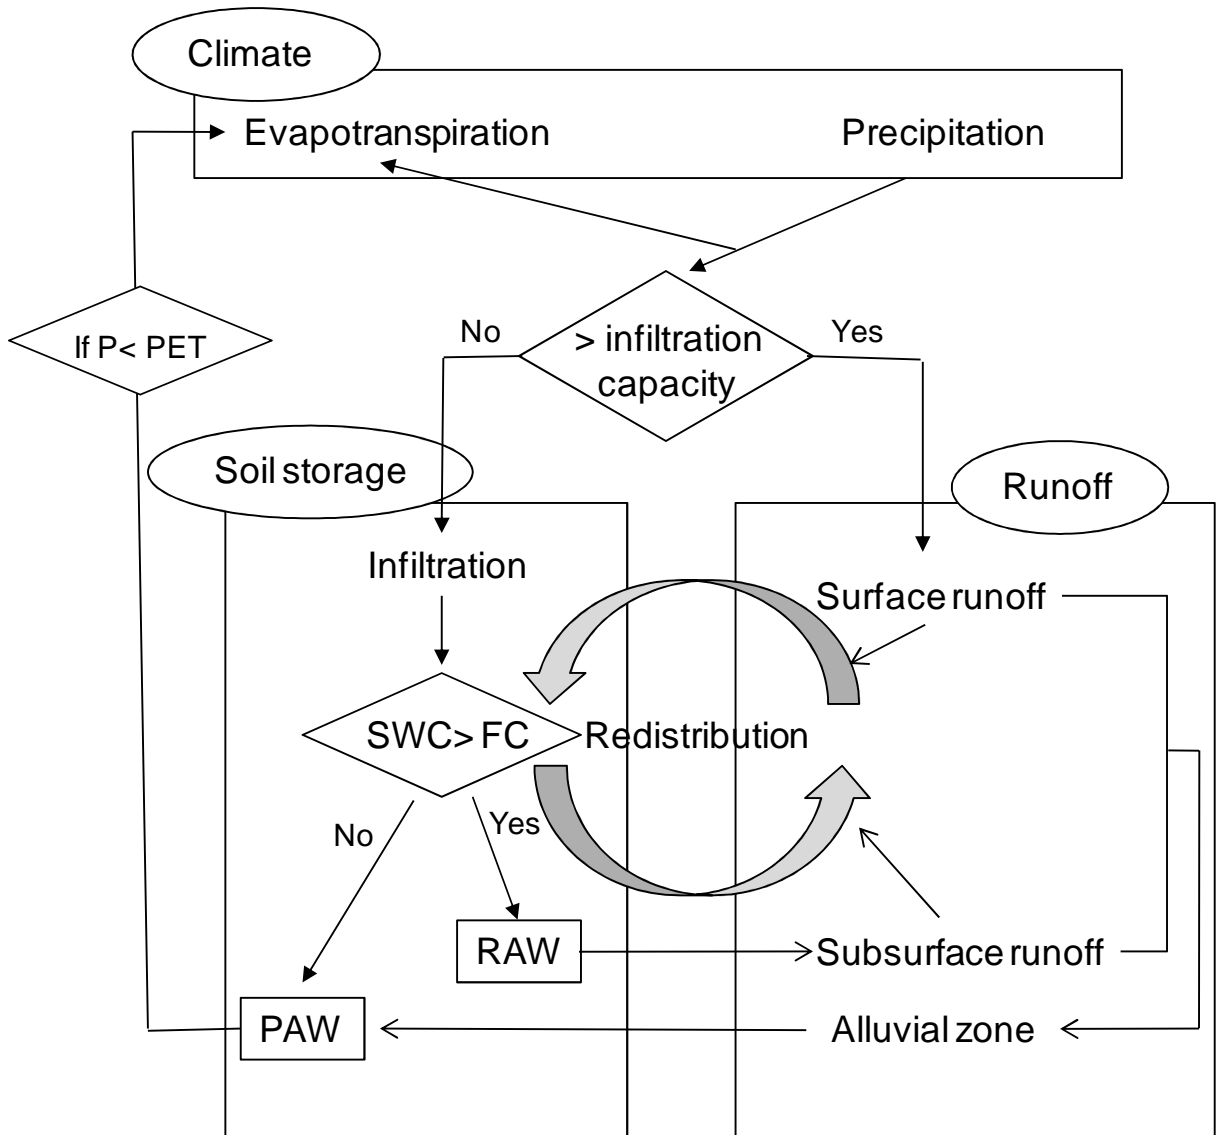 Climate
Evapotranspiration
Precipitation
No
> infiltration
capacity
Yes
If P< PET
Soil storage
Runoff
Infiltration
Surface runoff
SWC> FC
Redistribution
No
Yes
RAW
Subsurface runoff
PAW
Alluvial zone